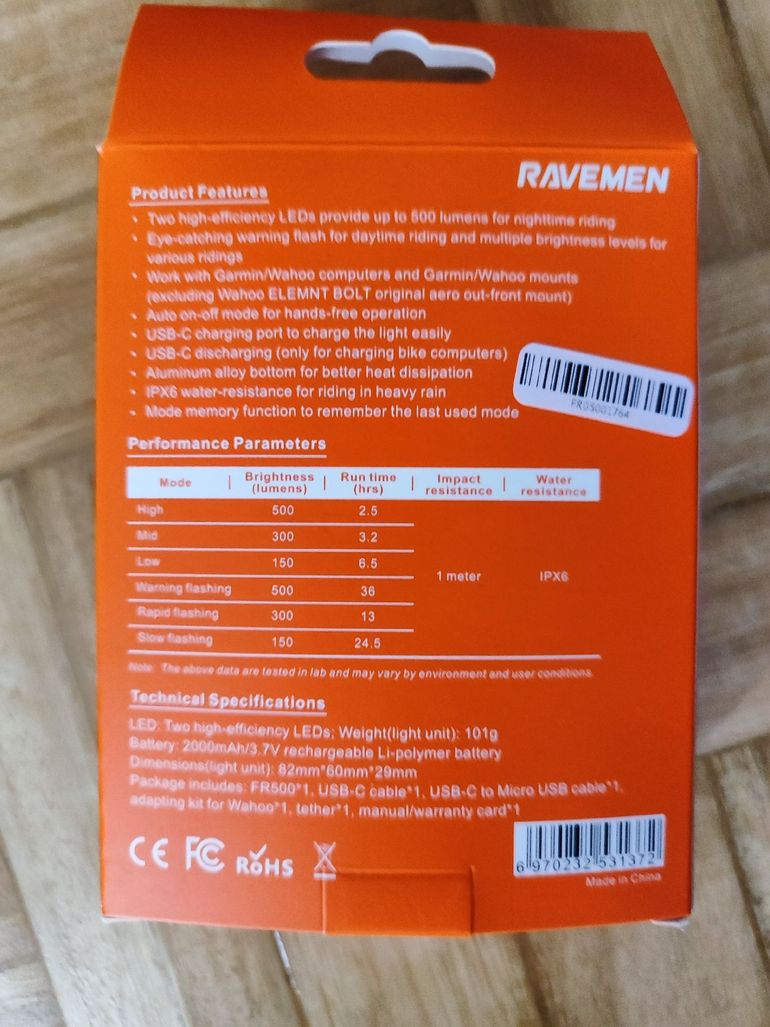 RAVEMEN
Product Features
• Two high-efficiency LEDs provide up to 500 lumens for nighttime riding
• Eye-catching warning flash for daytime riding and multiple brightness levels for
various ridings
• Work with Garmin/Wahoo computers and Garmin/Wahoo mounts
(excluding Wahoo ELEMNT BOLT original aero out-front mount)
• Auto on-off mode for hands-free operation
• USB-C charging port to charge the light easily
• USB-C discharging (only for charging bike computers)
• Aluminum alloy bottom for better heat dissipation
• IPX6 water-resistance for riding in heavy rain
• Mode memory function to remember the last used mode
FR05001764
Performance Parameters
Mode | Brightness (lumens) | Run time (hrs) | Impact resistance | Water resistance
High 500 2.5
Mid 300 3.2
Low 150 6.5
1 meter IPX6
Warning flashing 500 36
Rapid flashing 300 13
Slow flashing 150 24.5
Note: The above data are tested in lab and may vary by environment and user conditions.
Technical Specifications
LED: Two high-efficiency LEDs; Weight(light unit): 101g
Battery: 2000mAh/3.7V rechargeable Li-polymer battery
Dimensions(light unit): 82mm*60mm*29mm
Package includes: FR500*1, USB-C cable*1, USB-C to Micro USB cable*1,
adapting kit for Wahoo*1, tether*1, manual/warranty card*1
CE FC RoHS
6 970232 531372
Made in China